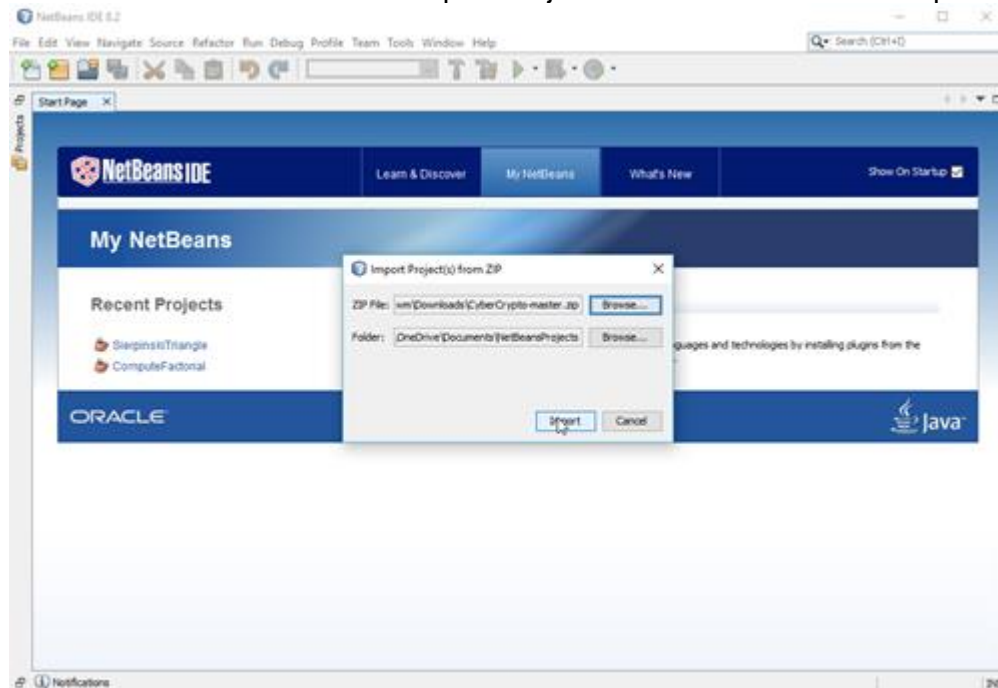 NetBeans IDE 8.2
File Edit View Navigate Source Refactor Run Debug Profile Team Tools Window Help
Search (Ctrl+I)
Projects
Start Page
NetBeans IDE
Learn & Discover
My NetBeans
What's New
Show On Startup
My NetBeans
Import Project(s) from ZIP
Recent Projects
ZIP File: wm\Downloads\CyberCrypto-master.zip Browse...
Folder: OneDrive\Documents\NetBeansProjects Browse...
SierpinskiTriangle
ComputeFactorial
guages and technologies by installing plugins from the
ORACLE
Import Cancel
Java
Notifications